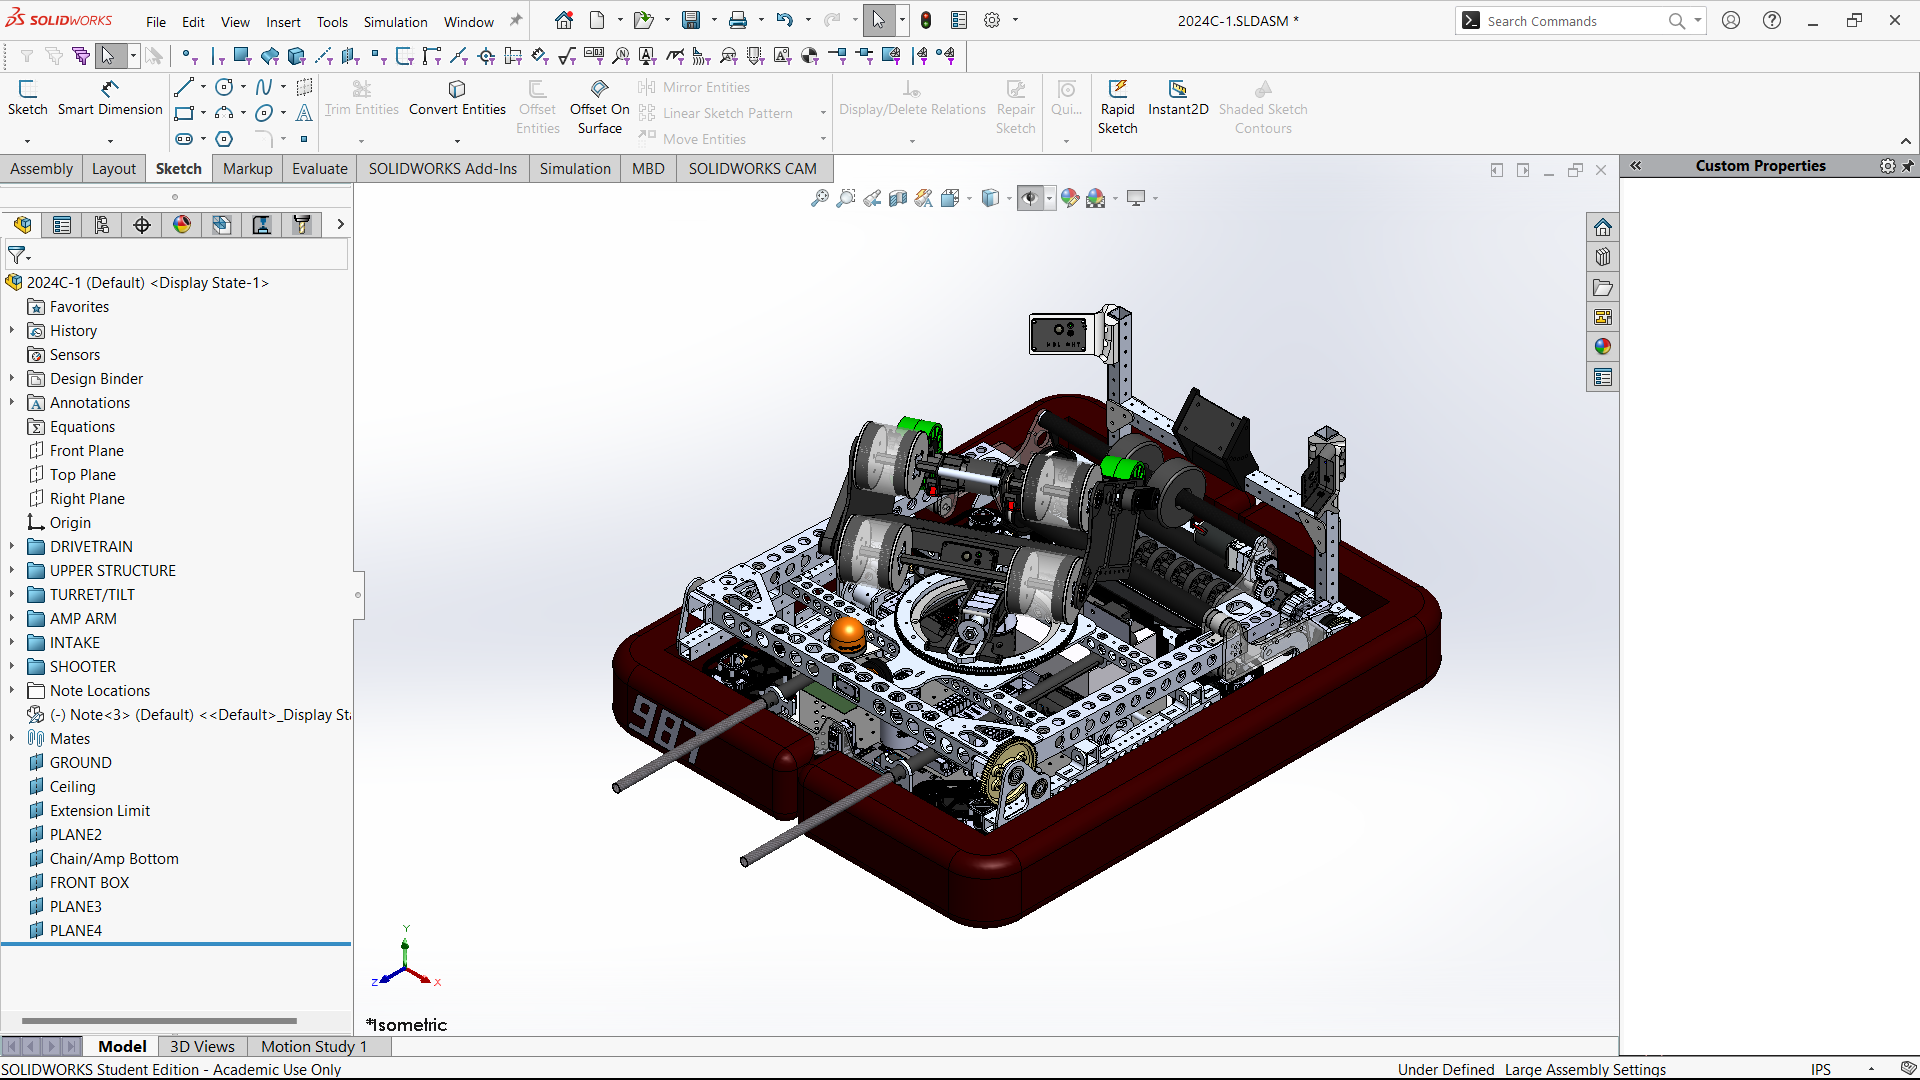 SOLIDWORKS File Edit View Insert Tools Simulation Window 2024C-1.SLDASM * Search Commands
Sketch Smart Dimension Trim Entities Convert Entities Offset Entities Offset On Surface Mirror Entities Display/Delete Relations Repair Sketch Qui... Rapid Sketch Instant2D Shaded Sketch Contours
Linear Sketch Pattern
Move Entities
Assembly Layout Sketch Markup Evaluate SOLIDWORKS Add-Ins Simulation MBD SOLIDWORKS CAM
Custom Properties
2024C-1 (Default) <Display State-1>
Favorites
History
Sensors
Design Binder
Annotations
Equations
Front Plane
Top Plane
Right Plane
Origin
DRIVETRAIN
UPPER STRUCTURE
TURRET/TILT
AMP ARM
INTAKE
SHOOTER
Note Locations
(-) Note<3> (Default) <<Default>_Display St
Mates
GROUND
Ceiling
Extension Limit
PLANE2
Chain/Amp Bottom
FRONT BOX
PLANE3
PLANE4
987
Y
Z
X
*Isometric
Model 3D Views Motion Study 1
SOLIDWORKS Student Edition - Academic Use Only Under Defined Large Assembly Settings IPS